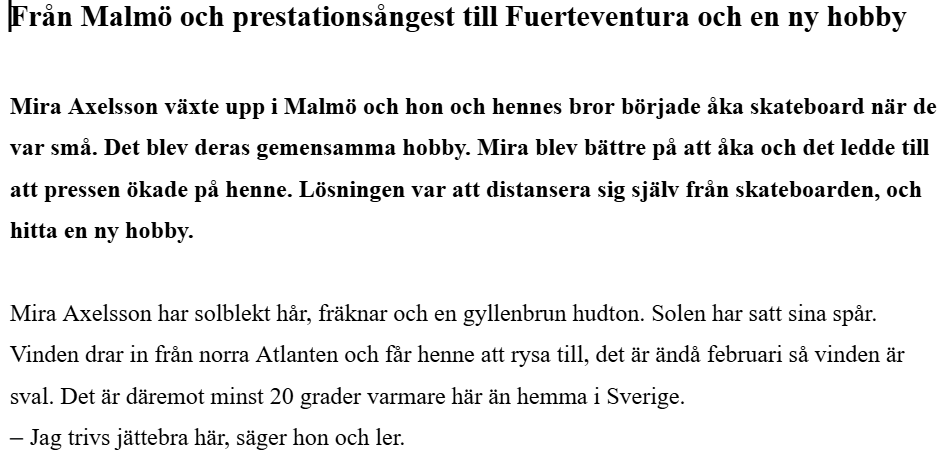 Från Malmö och prestationsångest till Fuerteventura och en ny hobby
Mira Axelsson växte upp i Malmö och hon och hennes bror började åka skateboard när de
var små. Det blev deras gemensamma hobby. Mira blev bättre på att åka och det ledde till
att pressen ökade på henne. Lösningen var att distansera sig själv från skateboarden, och
hitta en ny hobby.
Mira Axelsson har solblekt hår, fräknar och en gyllenbrun hudton. Solen har satt sina spår.
Vinden drar in från norra Atlanten och får henne att rysa till, det är ändå februari så vinden är
sval. Det är däremot minst 20 grader varmare här än hemma i Sverige.
– Jag trivs jättebra här, säger hon och ler.